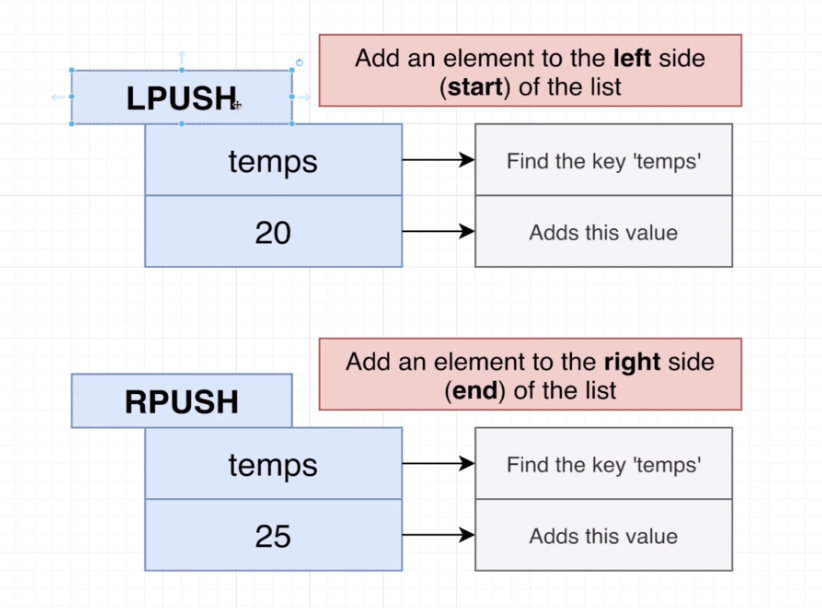 Add an element to the left side
(start) of the list
LPUSH
temps
Find the key 'temps'
20
Adds this value
Add an element to the right side
(end) of the list
RPUSH
temps
Find the key 'temps'
25
Adds this value